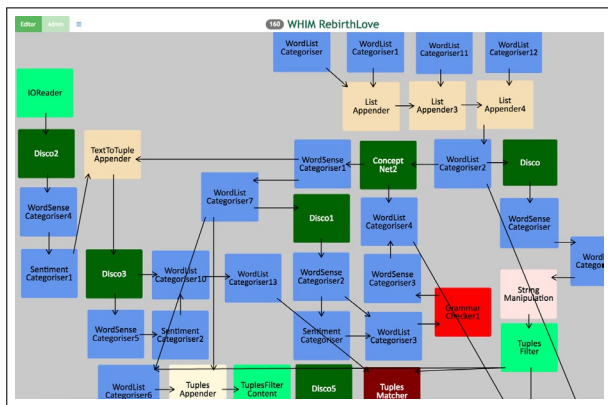 Editor
Admin
160 WHIM RebirthLove
WordList
Categoriser
WordList
Categoriser1
WordList
Categoriser11
WordList
Categoriser12
IOReader
List
Appender
List
Appender3
List
Appender4
Disco2
TextToTuple
Appender
WordSense
Categoriser1
Concept
Net2
WordList
Categoriser2
Disco
WordSense
Categoriser4
WordList
Categoriser7
Disco1
WordList
Categoriser4
WordSense
Categoriser
Sentiment
Categoriser1
Disco3
WordList
Categoriser10
WordList
Categoriser13
WordSense
Categoriser2
WordSense
Categoriser3
WordList
Categor
String
Manipulation
WordSense
Categoriser5
Sentiment
Categoriser2
Sentiment
Categoriser
WordList
Categoriser3
Grammar
Checker1
Tuples
Filter
WordList
Categoriser6
Tuples
Appender
TuplesFilter
Content
Disco5
Tuples
Matcher